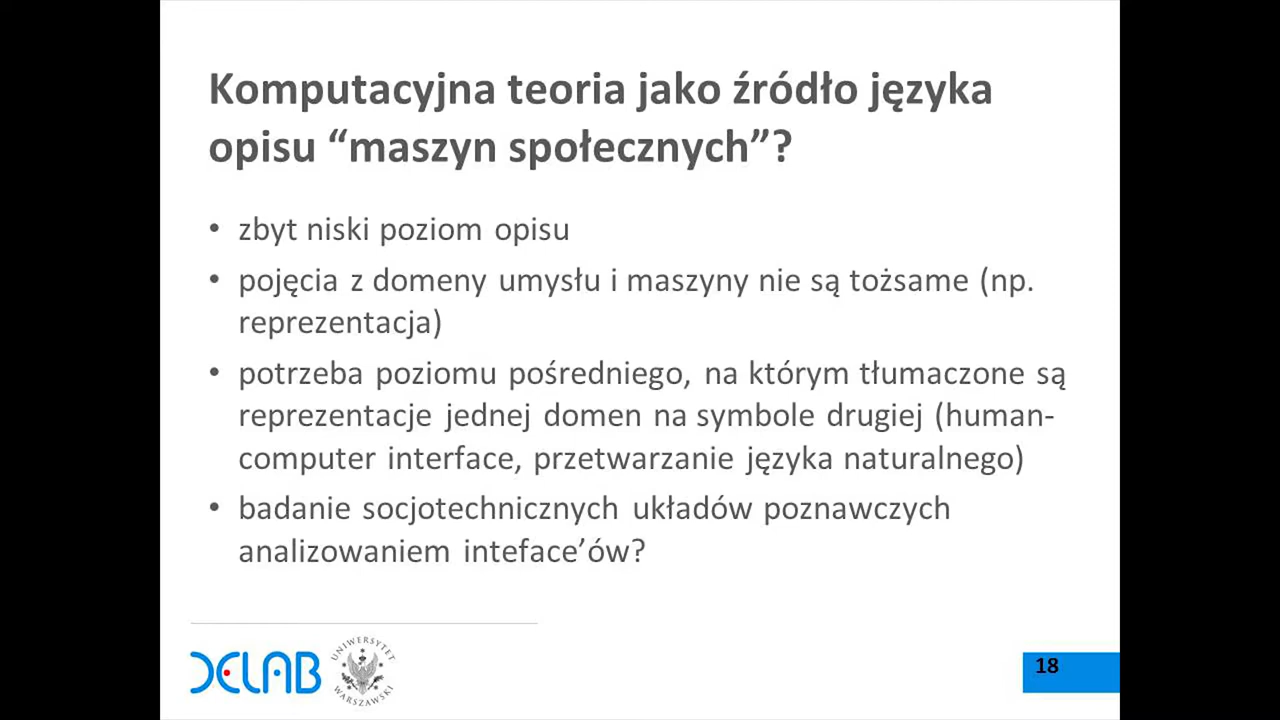 Komputacyjna teoria jako źródło języka
opisu “maszyn społecznych”?
• zbyt niski poziom opisu
• pojęcia z domeny umysłu i maszyny nie są tożsame (np.
reprezentacja)
• potrzeba poziomu pośredniego, na którym tłumaczone są
reprezentacje jednej domen na symbole drugiej (human-
computer interface, przetwarzanie języka naturalnego)
• badanie socjotechnicznych układów poznawczych
analizowaniem inteface’ów?
DELAB
UNIWERSYTET
WARSZAWSKI
18